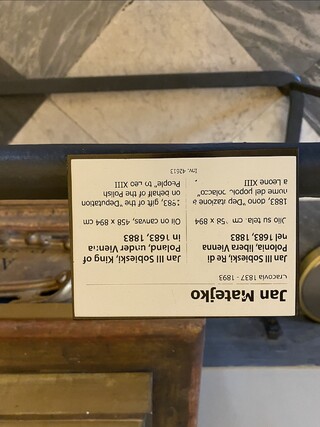 Jan Matejko
Cracovia 1837 - 1893
Jan III Sobieski, Re di
Polonia, libera Vienna
nel 1683, 1883
Olio su tela, cm 458 x 894
1883, dono "Deputazione a
nome del popolo polacco"
a Leone XIII
Jan III Sobieski, King of
Poland under Vienna
in 1683, 1883
Oil on canvas, 458 x 894 cm
the gift of the "Deputation
on behalf of the Polish
People" to Leo XIII
Inv. 42613